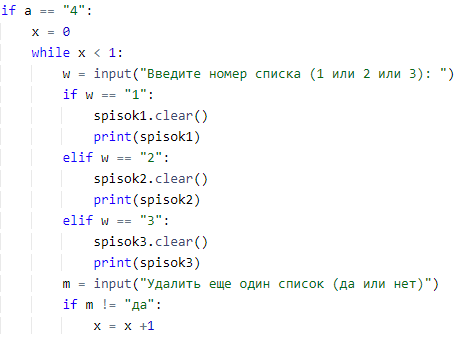 if a == "4":
    x = 0
    while x < 1:
        w = input("Введите номер списка (1 или 2 или 3): ")
        if w == "1":
            spisok1.clear()
            print(spisok1)
        elif w == "2":
            spisok2.clear()
            print(spisok2)
        elif w == "3":
            spisok3.clear()
            print(spisok3)
        m = input("Удалить еще один список (да или нет)")
        if m != "да":
            x = x +1